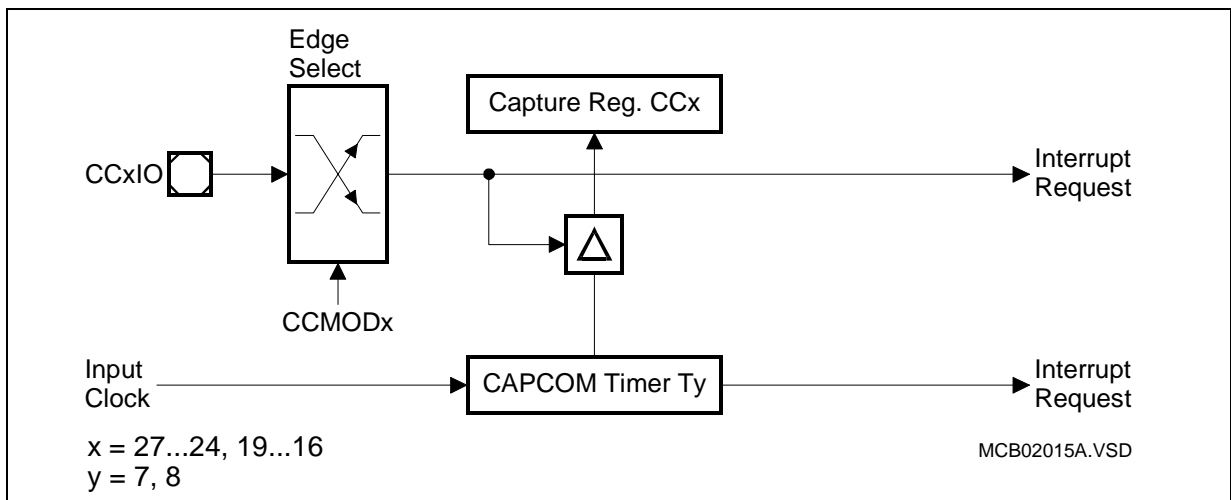 Edge
Select
Capture Reg. CCx
CCxIO
Interrupt
Request
CCMODx
Input
Clock
CAPCOM Timer Ty
Interrupt
Request
x = 27...24, 19...16
y = 7, 8
MCB02015A.VSD